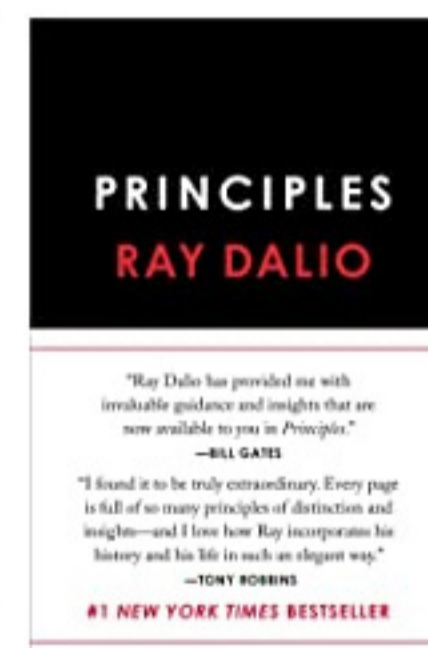 PRINCIPLES
RAY DALIO
"Ray Dalio has provided me with
invaluable guidance and insights that are
now available to you in Principles."
—BILL GATES
"I found it to be truly extraordinary. Every page
is full of so many principles of distinction and
insights—and I love how Ray incorporates his
history and his life in such an elegant way."
—TONY ROBBINS
#1 NEW YORK TIMES BESTSELLER